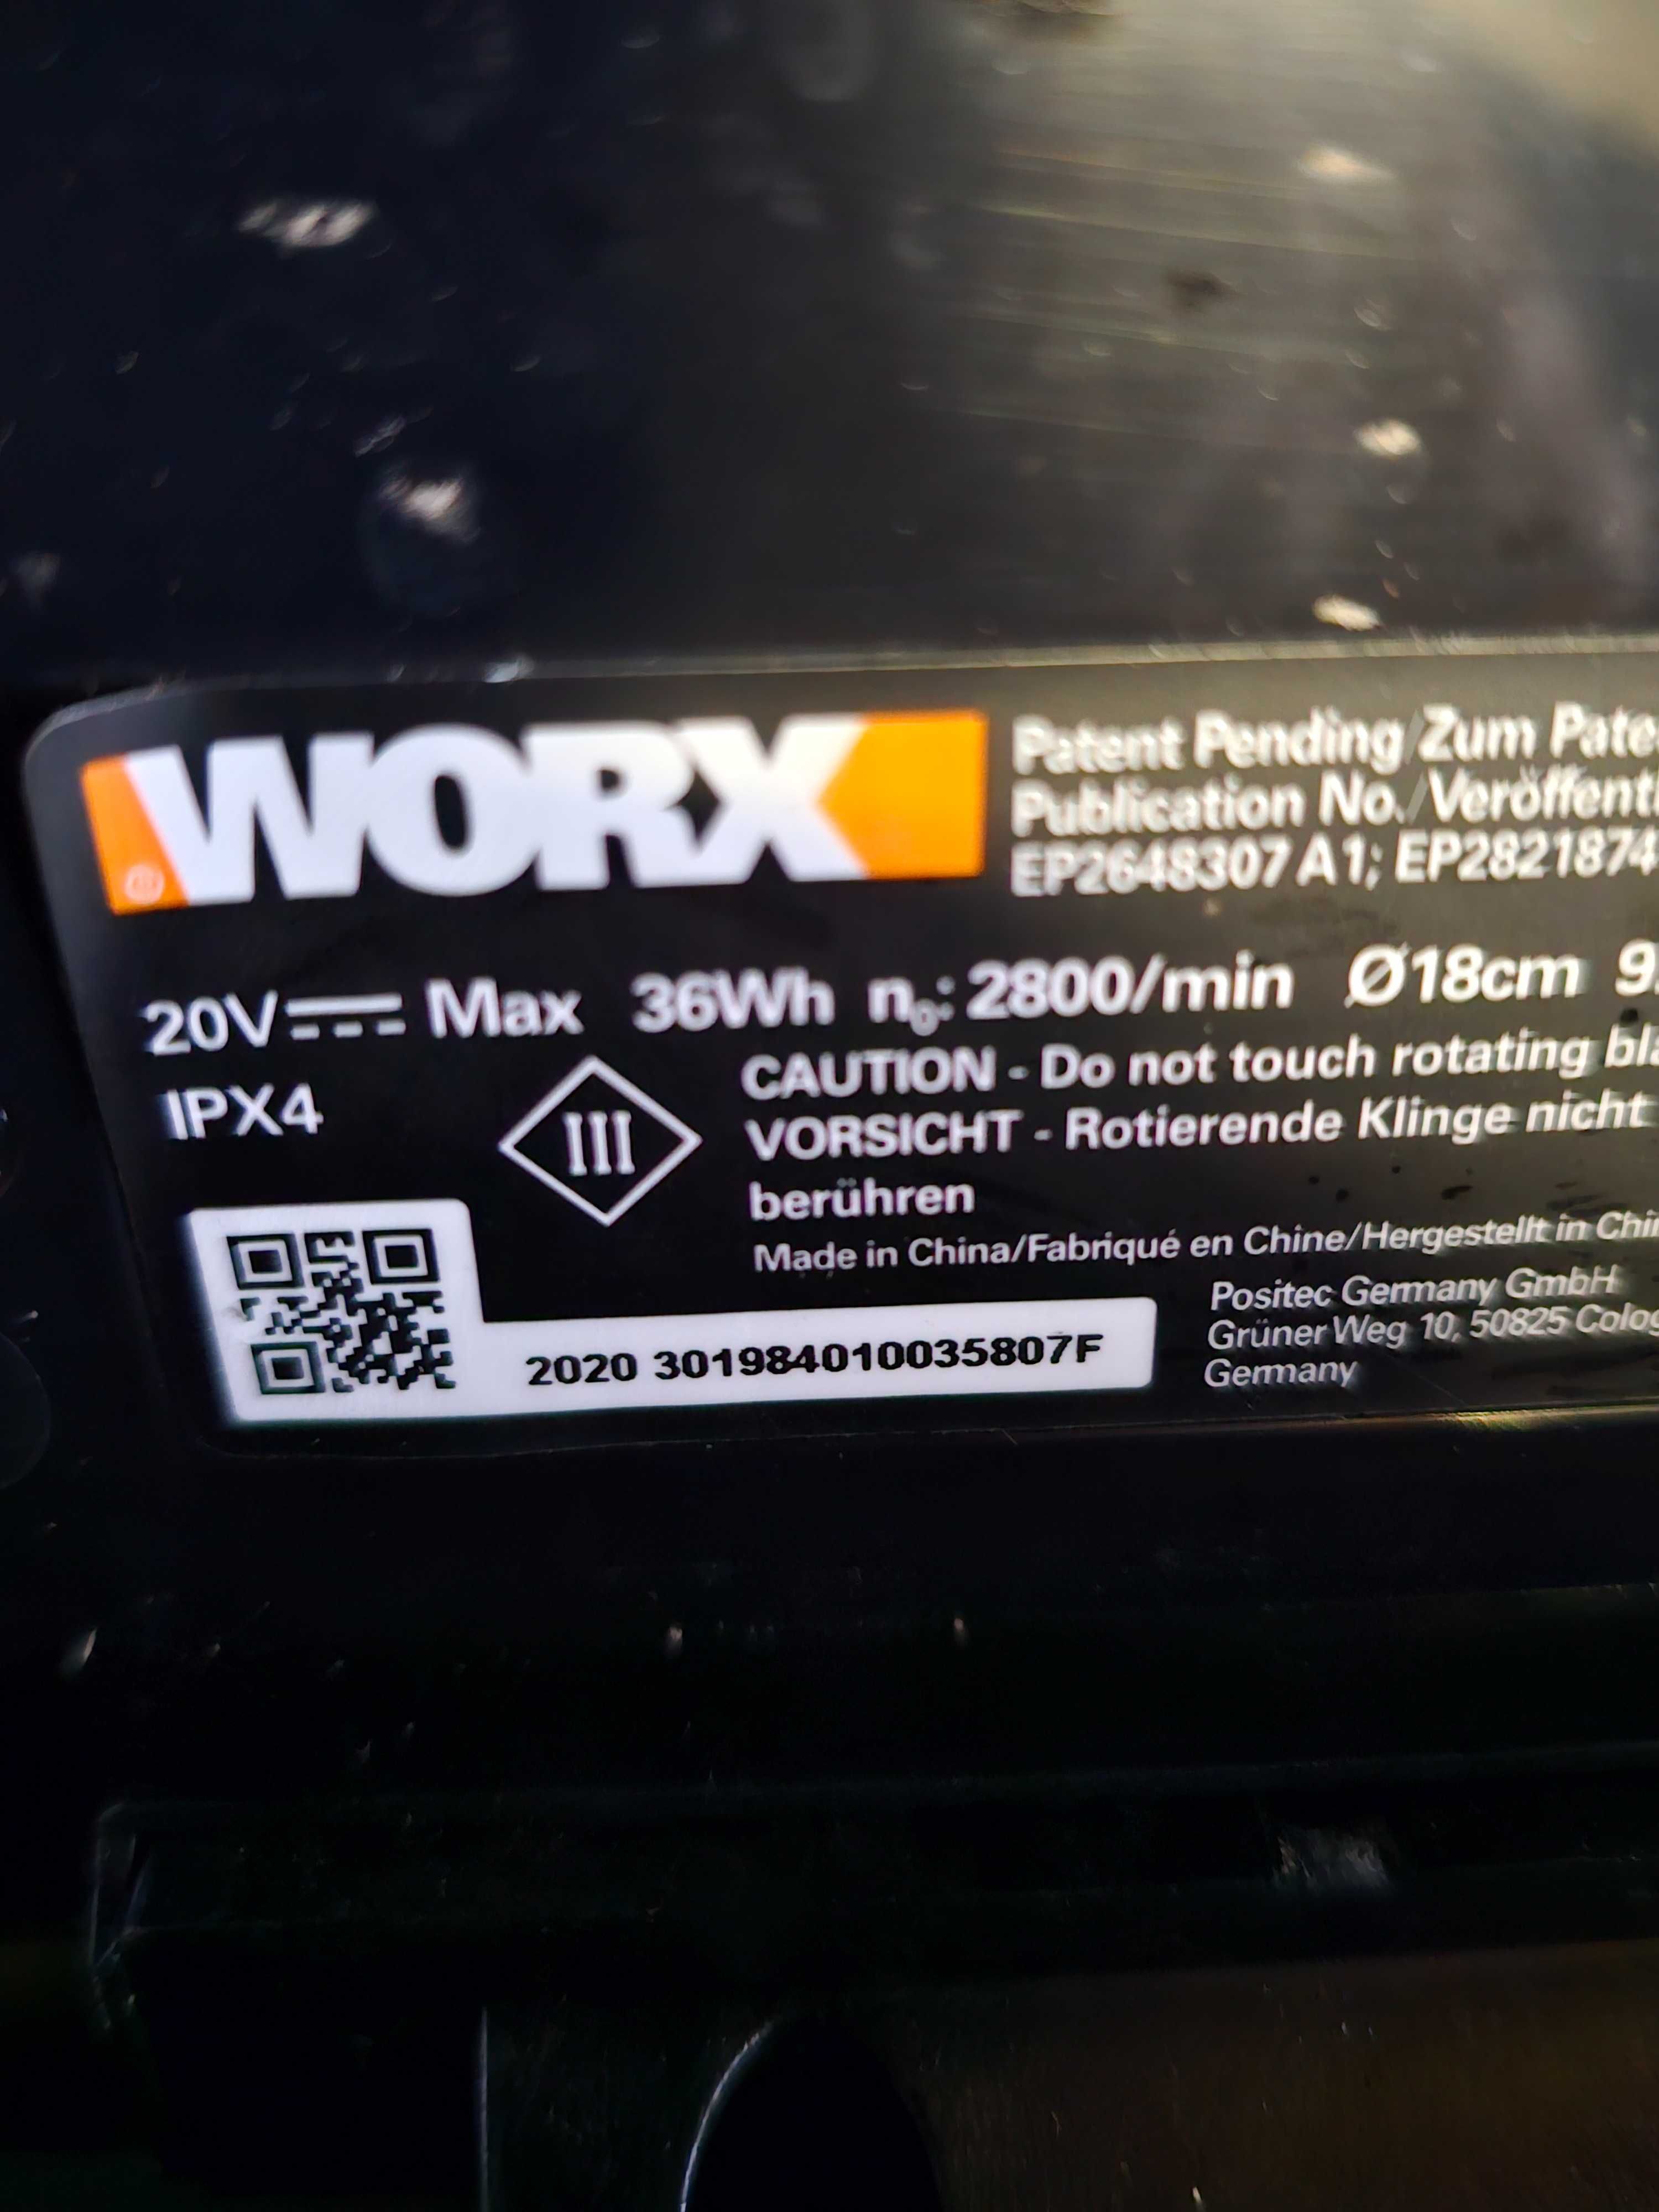 WORX
®
Patent Pending/Zum Pate
Publication No./Veröffentl
EP2648307 A1; EP2821874
20V Max 36Wh n₀: 2800/min Ø18cm 9
IPX4
III
CAUTION - Do not touch rotating bla
VORSICHT - Rotierende Klinge nicht
berühren
Made in China/Fabriqué en Chine/Hergestellt in Chin
Positec Germany GmbH
Grüner Weg 10, 50825 Colog
Germany
2020 301984010035807F